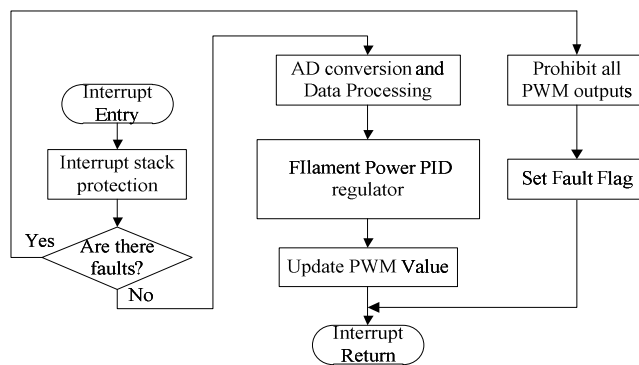 Interrupt
Entry
Interrupt stack
protection
Yes
Are there
faults?
No
AD conversion and
Data Processing
FIlament Power PID
regulator
Update PWM Value
Interrupt
Return
Prohibit all
PWM outputs
Set Fault Flag